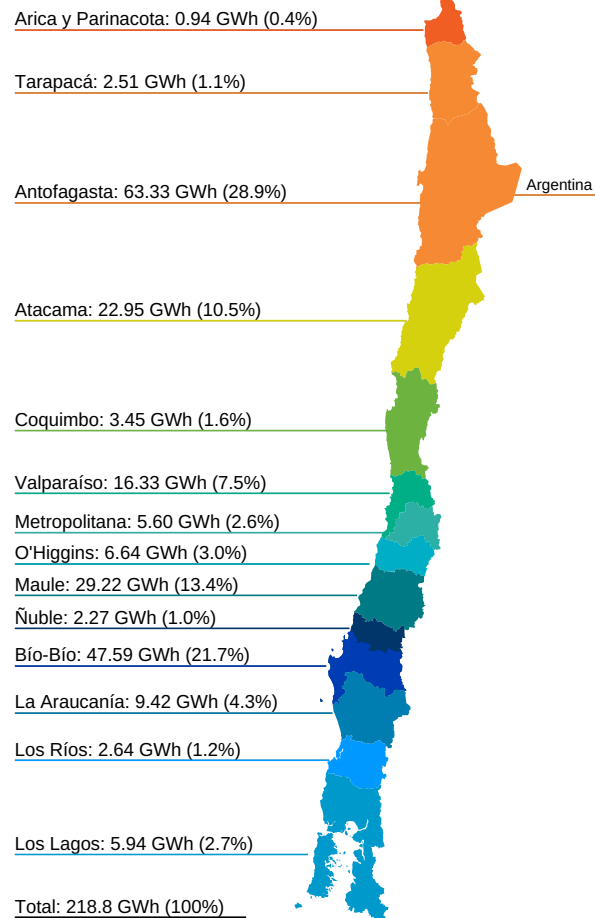 Arica y Parinacota: 0.94 GWh (0.4%)
Tarapacá: 2.51 GWh (1.1%)
Antofagasta: 63.33 GWh (28.9%)
Argentina
Atacama: 22.95 GWh (10.5%)
Coquimbo: 3.45 GWh (1.6%)
Valparaíso: 16.33 GWh (7.5%)
Metropolitana: 5.60 GWh (2.6%)
O'Higgins: 6.64 GWh (3.0%)
Maule: 29.22 GWh (13.4%)
Ñuble: 2.27 GWh (1.0%)
Bío-Bío: 47.59 GWh (21.7%)
La Araucanía: 9.42 GWh (4.3%)
Los Ríos: 2.64 GWh (1.2%)
Los Lagos: 5.94 GWh (2.7%)
Total: 218.8 GWh (100%)